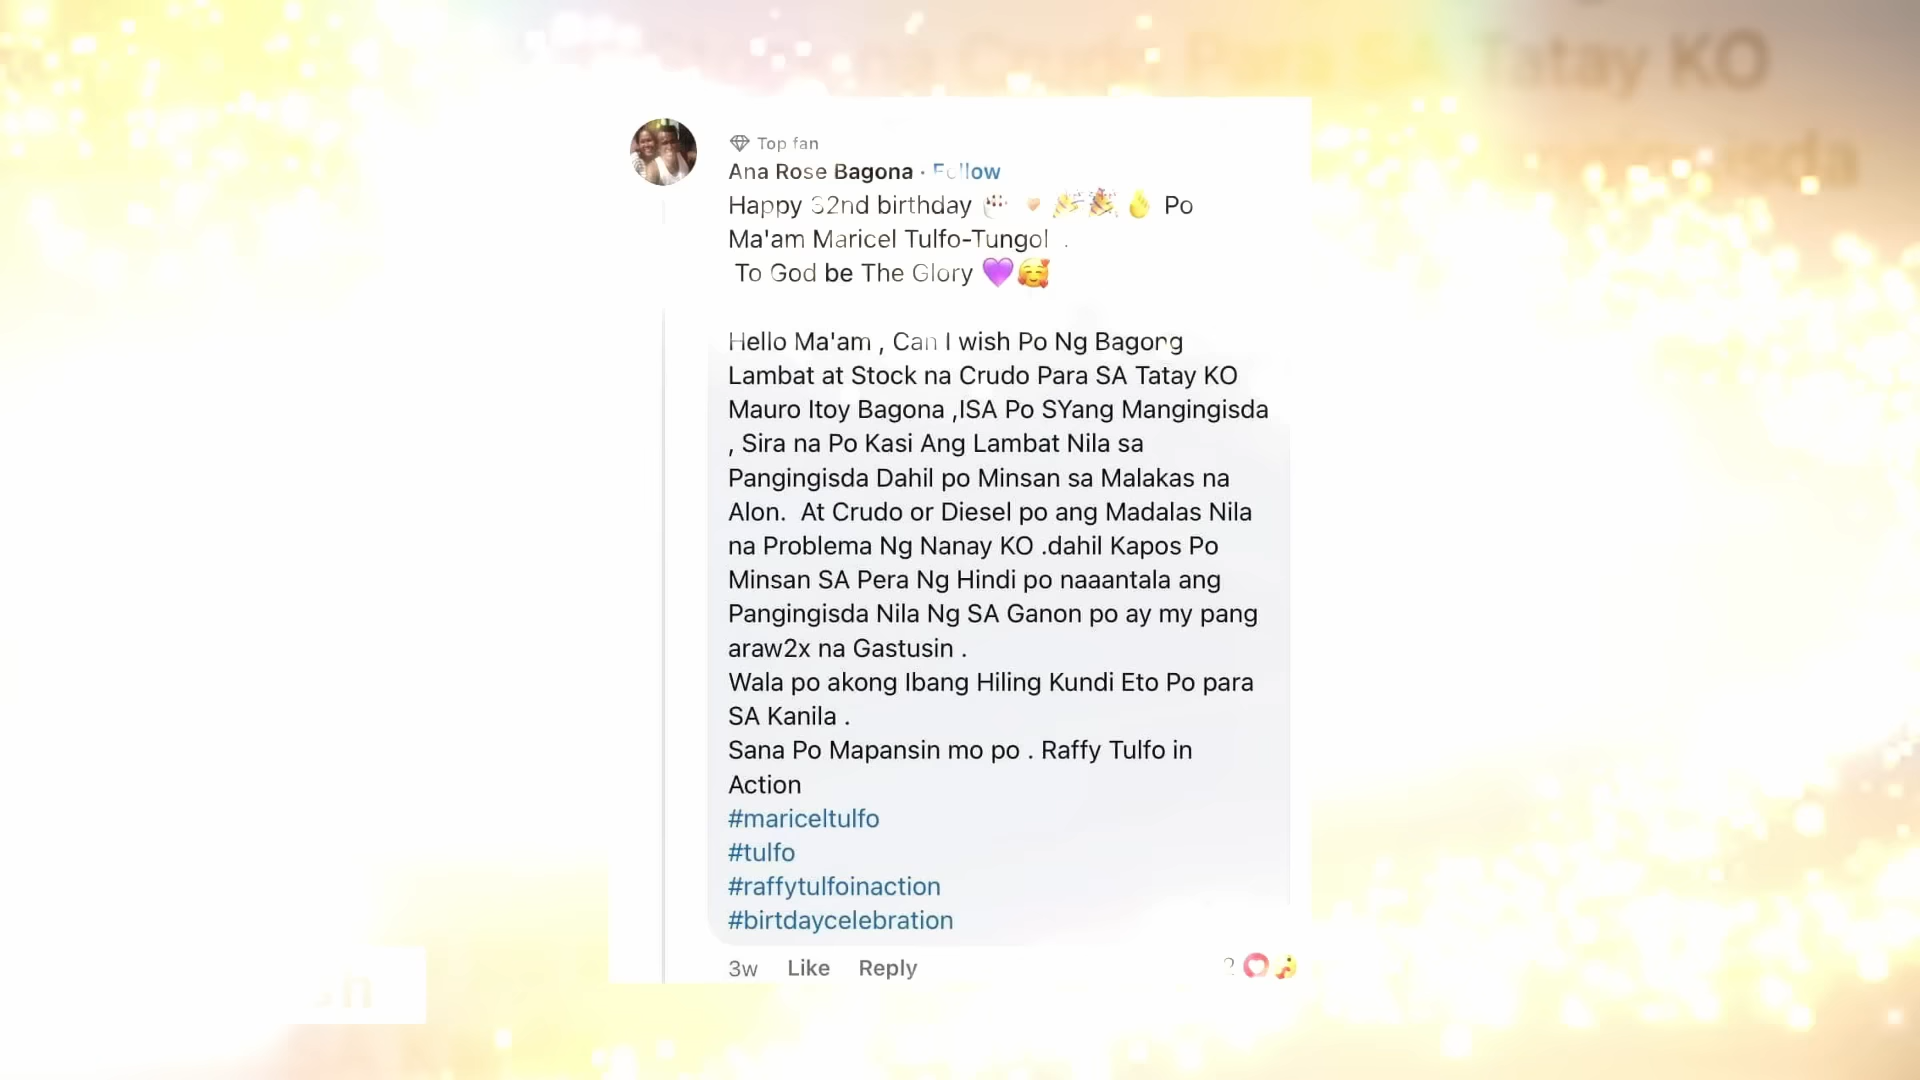 Tatay KO
Top fan
Ana Rose Bagona · Follow
Happy 32nd birthday 🎂 🎉🎊 Po
Ma'am Maricel Tulfo-Tungol .
To God be The Glory 💜🥰
Hello Ma'am , Can I wish Po Ng Bagong
Lambat at Stock na Crudo Para SA Tatay KO
Mauro Itoy Bagona ,ISA Po SYang Mangingisda
, Sira na Po Kasi Ang Lambat Nila sa
Pangingisda Dahil po Minsan sa Malakas na
Alon. At Crudo or Diesel po ang Madalas Nila
na Problema Ng Nanay KO .dahil Kapos Po
Minsan SA Pera Ng Hindi po naaantala ang
Pangingisda Nila Ng SA Ganon po ay my pang
araw2x na Gastusin .
Wala po akong Ibang Hiling Kundi Eto Po para
SA Kanila .
Sana Po Mapansin mo po . Raffy Tulfo in
Action
#mariceltulfo
#tulfo
#raffytulfoinaction
#birtdaycelebration
3w Like Reply 2